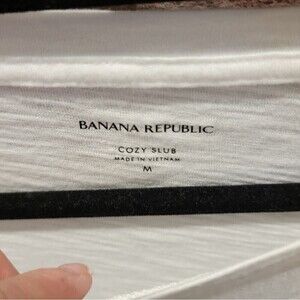 BANANA REPUBLIC
COZY SLUB
MADE IN VIETNAM
M